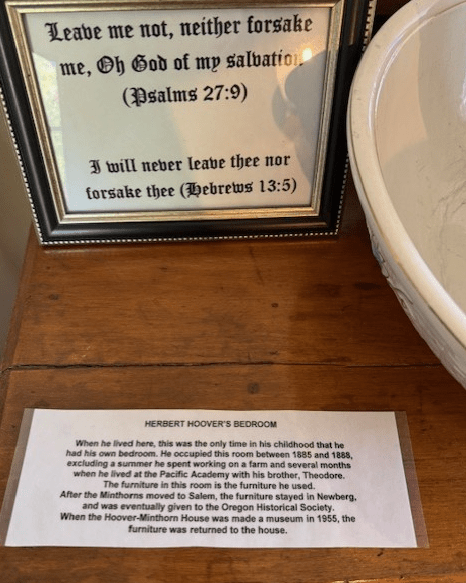 Leave me not, neither forsake
me, Oh God of my salvation.
(Psalms 27:9)
I will never leave thee nor
forsake thee (Hebrews 13:5)
HERBERT HOOVER'S BEDROOM
When he lived here, this was the only time in his childhood that he
had his own bedroom. He occupied this room between 1885 and 1888,
excluding a summer he spent working on a farm and several months
when he lived at the Pacific Academy with his brother, Theodore.
The furniture in this room is the furniture he used.
After the Minthorns moved to Salem, the furniture stayed in Newberg,
and was eventually given to the Oregon Historical Society.
When the Hoover-Minthorn House was made a museum in 1955, the
furniture was returned to the house.